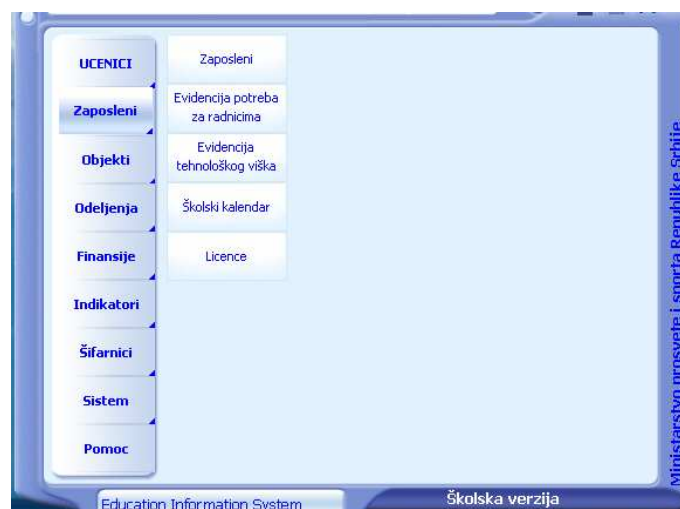 UCENICI
Zaposleni
Objekti
Odeljenja
Finansije
Indikatori
Šifarnici
Sistem
Pomoc
Zaposleni
Evidencija potreba
za radnicima
Evidencija
tehnološkog viška
Školski kalendar
Licence
Ministarstvo prosvete i sporta Republike Srbije
Education Information System
Školska verzija